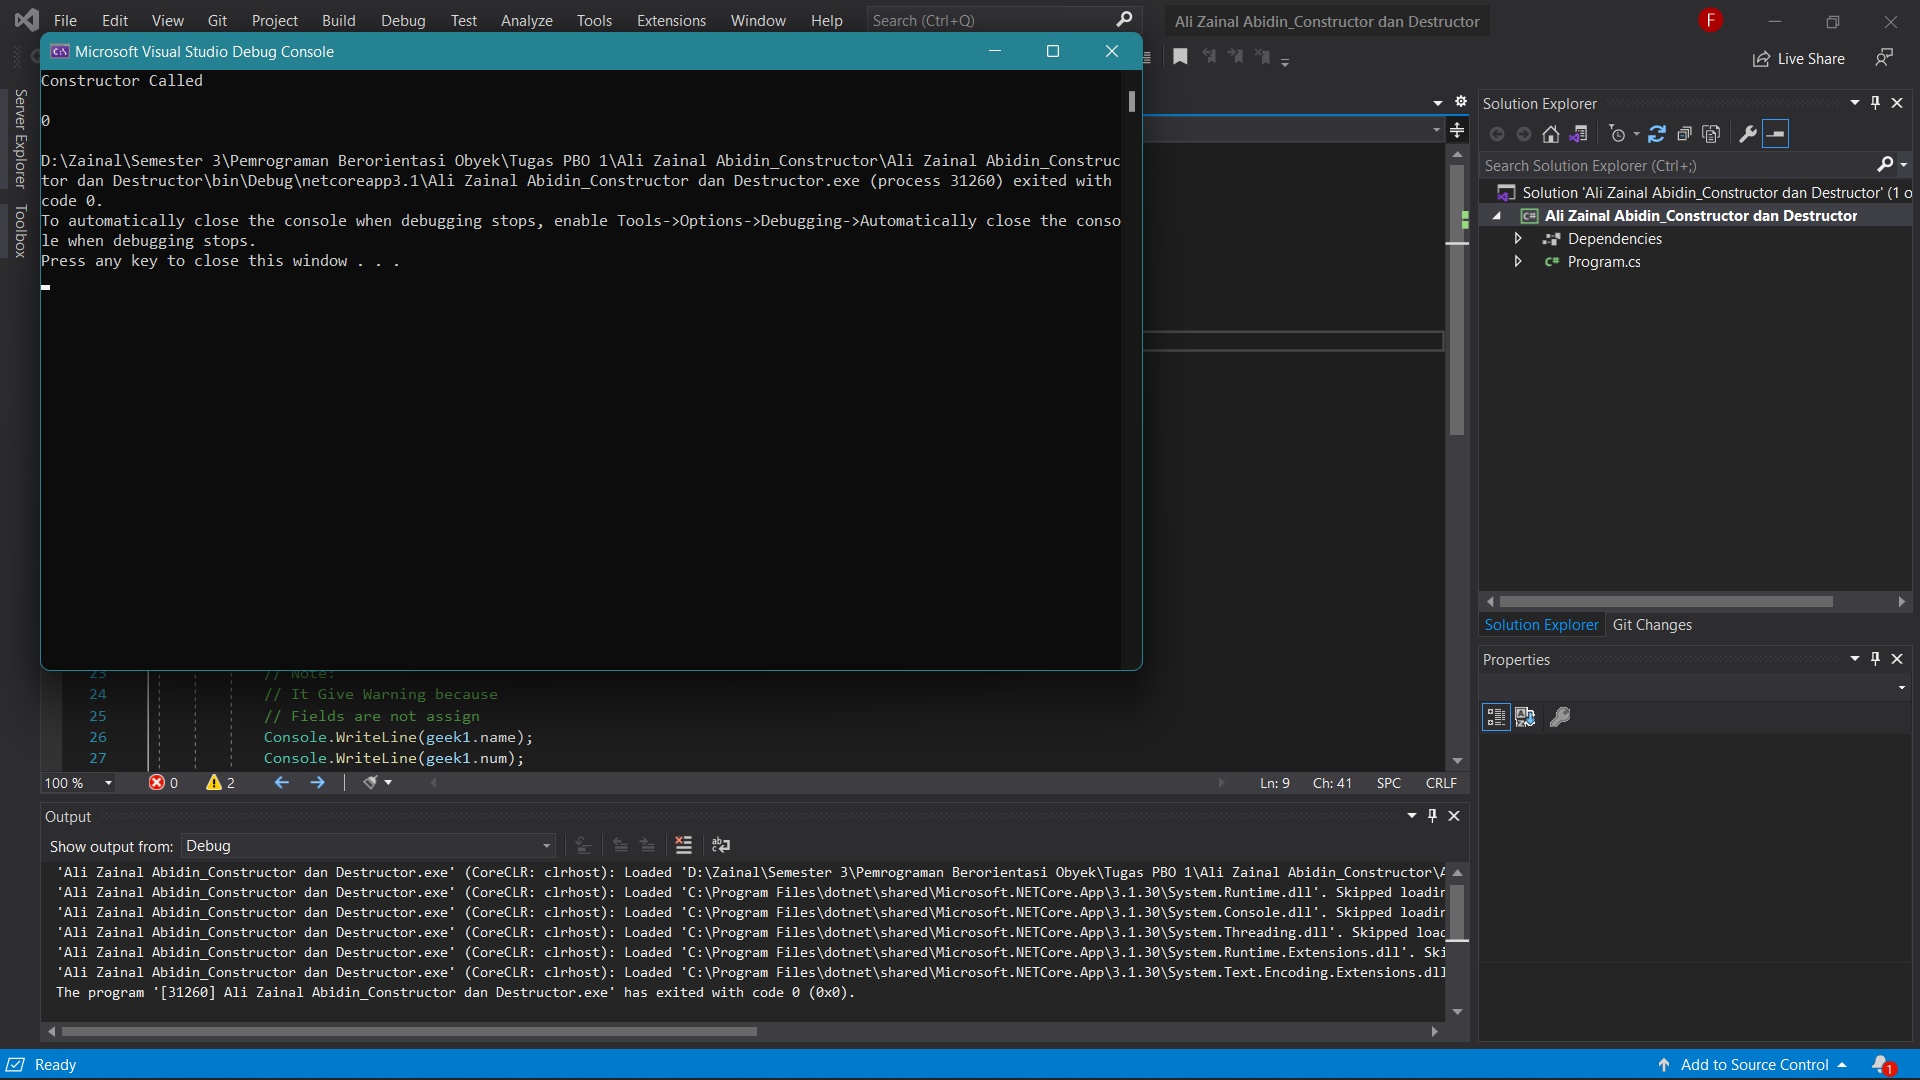 File Edit View Git Project Build Debug Test Analyze Tools Extensions Window Help Search (Ctrl+Q) Ali Zainal Abidin_Constructor dan Destructor F
Live Share
Server Explorer
Toolbox
Microsoft Visual Studio Debug Console
Constructor Called
0
D:\Zainal\Semester 3\Pemrograman Berorientasi Obyek\Tugas PBO 1\Ali Zainal Abidin_Constructor\Ali Zainal Abidin_Construc
tor dan Destructor\bin\Debug\netcoreapp3.1\Ali Zainal Abidin_Constructor dan Destructor.exe (process 31260) exited with
code 0.
To automatically close the console when debugging stops, enable Tools->Options->Debugging->Automatically close the conso
le when debugging stops.
Press any key to close this window . . .
23 // Note:
24 // It Give Warning because
25 // Fields are not assign
26 Console.WriteLine(geek1.name);
27 Console.WriteLine(geek1.num);
100 % 0 2 Ln: 9 Ch: 41 SPC CRLF
Output
Show output from: Debug
'Ali Zainal Abidin_Constructor dan Destructor.exe' (CoreCLR: clrhost): Loaded 'D:\Zainal\Semester 3\Pemrograman Berorientasi Obyek\Tugas PBO 1\Ali Zainal Abidin_Constructor\A
'Ali Zainal Abidin_Constructor dan Destructor.exe' (CoreCLR: clrhost): Loaded 'C:\Program Files\dotnet\shared\Microsoft.NETCore.App\3.1.30\System.Runtime.dll'. Skipped loadin
'Ali Zainal Abidin_Constructor dan Destructor.exe' (CoreCLR: clrhost): Loaded 'C:\Program Files\dotnet\shared\Microsoft.NETCore.App\3.1.30\System.Console.dll'. Skipped loadin
'Ali Zainal Abidin_Constructor dan Destructor.exe' (CoreCLR: clrhost): Loaded 'C:\Program Files\dotnet\shared\Microsoft.NETCore.App\3.1.30\System.Threading.dll'. Skipped loac
'Ali Zainal Abidin_Constructor dan Destructor.exe' (CoreCLR: clrhost): Loaded 'C:\Program Files\dotnet\shared\Microsoft.NETCore.App\3.1.30\System.Runtime.Extensions.dll'. Ski
'Ali Zainal Abidin_Constructor dan Destructor.exe' (CoreCLR: clrhost): Loaded 'C:\Program Files\dotnet\shared\Microsoft.NETCore.App\3.1.30\System.Text.Encoding.Extensions.dll
The program '[31260] Ali Zainal Abidin_Constructor dan Destructor.exe' has exited with code 0 (0x0).
Solution Explorer
Search Solution Explorer (Ctrl+;)
Solution 'Ali Zainal Abidin_Constructor dan Destructor' (1 o
Ali Zainal Abidin_Constructor dan Destructor
Dependencies
Program.cs
Solution Explorer Git Changes
Properties
Ready Add to Source Control 1